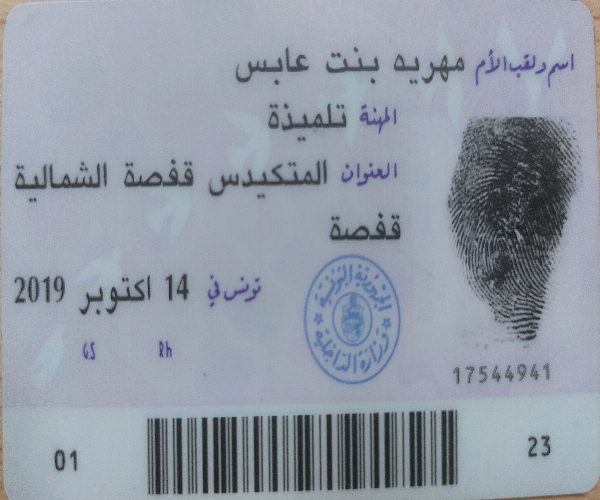 اسم ولقب الأم مهريه بنت عابس
المهنة تلميذة
العنوان المتكيدس قفصة الشمالية
قفصة
تونس في 14 اكتوبر 2019
الجمهورية التونسية
وزارة الداخلية
GS Rh
17544941
01 23